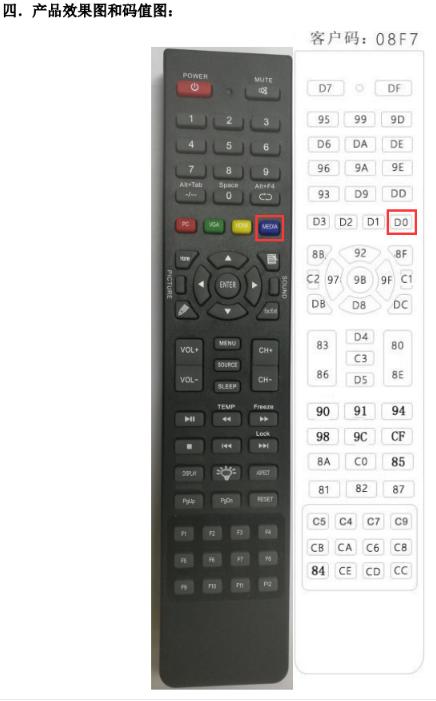 四．产品效果图和码值图：
客户码：08F7
POWER MUTE
1 2 3
4 5 6
7 8 9
Alt+Tab Space Alt+F4
-/-- 0
PC VGA HDMI MEDIA
Home
ENTER
PICTURE
SOUND
MENU
VOL+ CH+
SOURCE
VOL- CH-
SLEEP
TEMP Freeze
Lock
DISPLAY ASPECT
PgUp PgDn RESET
F1 F2 F3 F4
F5 F6 F7 F8
F9 F10 F11 F12
D7 DF
95 99 9D
D6 DA DE
96 9A 9E
93 D9 DD
D3 D2 D1 D0
8B 92 8F
C2 97 9B 9F C1
DB D8 DC
D4
83 80
C3
86 8E
D5
90 91 94
98 9C CF
8A C0 85
81 82 87
C5 C4 C7 C9
CB CA C6 C8
84 CE CD CC